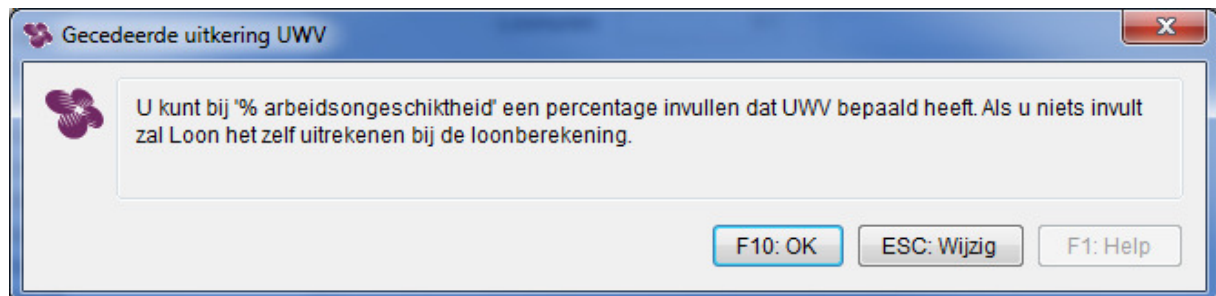 Gecedeerde uitkering UWV
U kunt bij '% arbeidsongeschiktheid' een percentage invullen dat UWV bepaald heeft. Als u niets invult
zal Loon het zelf uitrekenen bij de loonberekening.
F10: OK ESC: Wijzig F1: Help